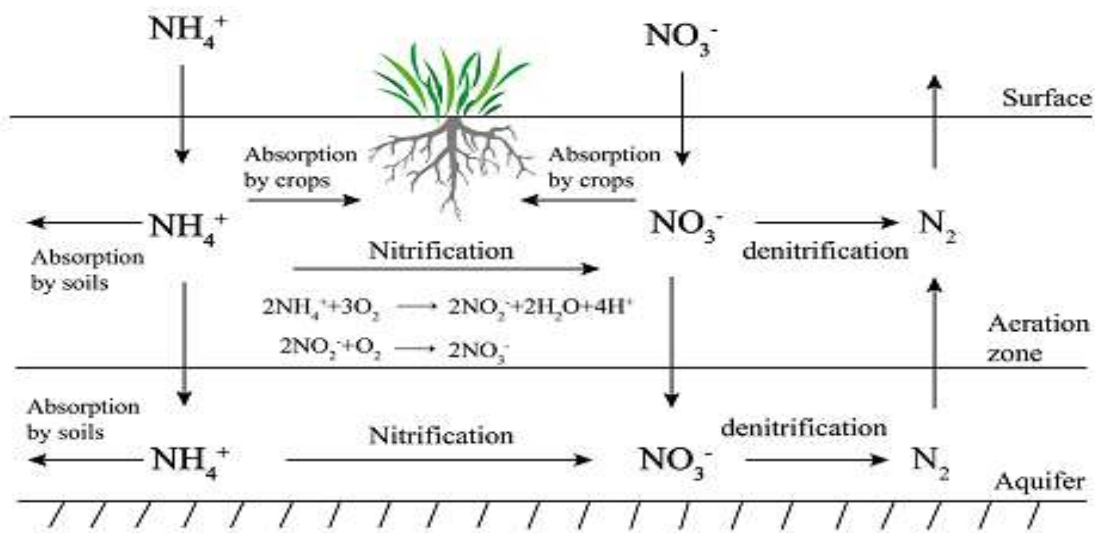 NH₄⁺
NO₃⁻
Surface
Absorption
by crops
Absorption
by crops
NH₄⁺
NO₃⁻
N₂
denitrification
Absorption
by soils
Nitrification
2NH₄⁺+3O₂ → 2NO₂⁻+2H₂O+4H⁺
2NO₂⁻+O₂ → 2NO₃⁻
Aeration
zone
Absorption
by soils
NH₄⁺
Nitrification
NO₃⁻
denitrification
N₂
Aquifer